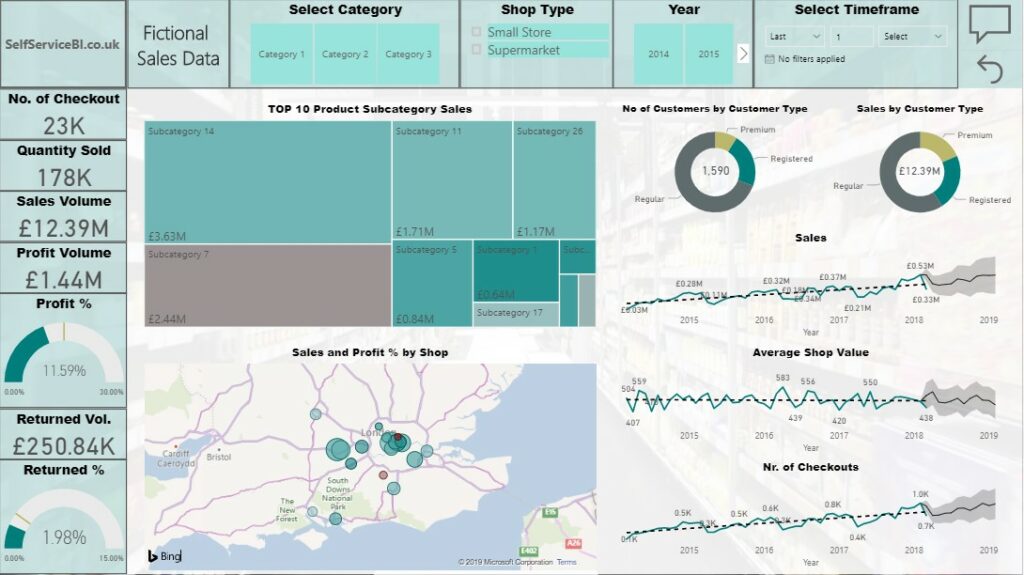 SelfServiceBI.co.uk
Fictional
Sales Data
Select Category
Category 1
Category 2
Category 3
Shop Type
Small Store
Supermarket
Year
2014
2015
Select Timeframe
Last
1
Select
No filters applied
No. of Checkout
23K
Quantity Sold
178K
Sales Volume
£12.39M
Profit Volume
£1.44M
Profit %
11.59%
0.00%
30.00%
Returned Vol.
£250.84K
Returned %
1.98%
0.00%
15.00%
TOP 10 Product Subcategory Sales
Subcategory 14
£3.63M
Subcategory 7
£2.44M
Subcategory 11
£1.71M
Subcategory 26
£1.17M
Subcategory 5
£0.84M
Subcategory 1
£0.64M
Subcategory 17
Subc...
Sales and Profit % by Shop
London
Cardiff
Caerdydd
Bristol
South
Downs
National
Park
The
New
Forest
E15
E402
A26
Bing
© 2019 Microsoft Corporation Terms
No of Customers by Customer Type
Premium
Registered
Regular
1,590
Sales by Customer Type
Premium
Registered
Regular
£12.39M
Sales
£0.03M
£0.28M
£0.11M
£0.32M
£0.18M
£0.34M
£0.37M
£0.21M
£0.53M
£0.33M
2015
2016
2017
2018
2019
Year
Average Shop Value
504
559
407
583
439
556
420
550
438
2015
2016
2017
2018
2019
Year
Nr. of Checkouts
0.1K
0.5K
0.3K
0.5K
0.6K
0.3K
0.8K
0.4K
1.0K
0.7K
2015
2016
2017
2018
2019
Year